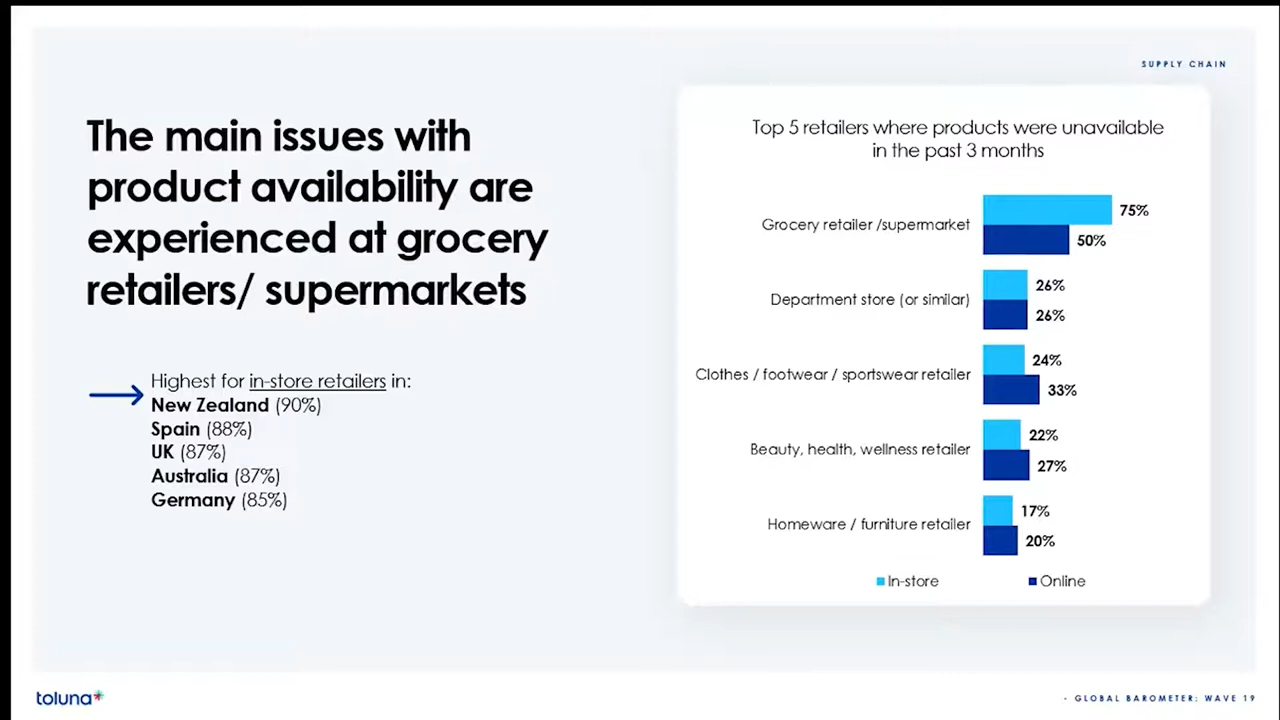 SUPPLY CHAIN
The main issues with
product availability are
experienced at grocery
retailers/ supermarkets
Highest for in-store retailers in:
New Zealand (90%)
Spain (88%)
UK (87%)
Australia (87%)
Germany (85%)
Top 5 retailers where products were unavailable
in the past 3 months
Grocery retailer /supermarket
75%
50%
Department store (or similar)
26%
26%
Clothes / footwear / sportswear retailer
24%
33%
Beauty, health, wellness retailer
22%
27%
Homeware / furniture retailer
17%
20%
In-store
Online
toluna*
- GLOBAL BAROMETER: WAVE 19